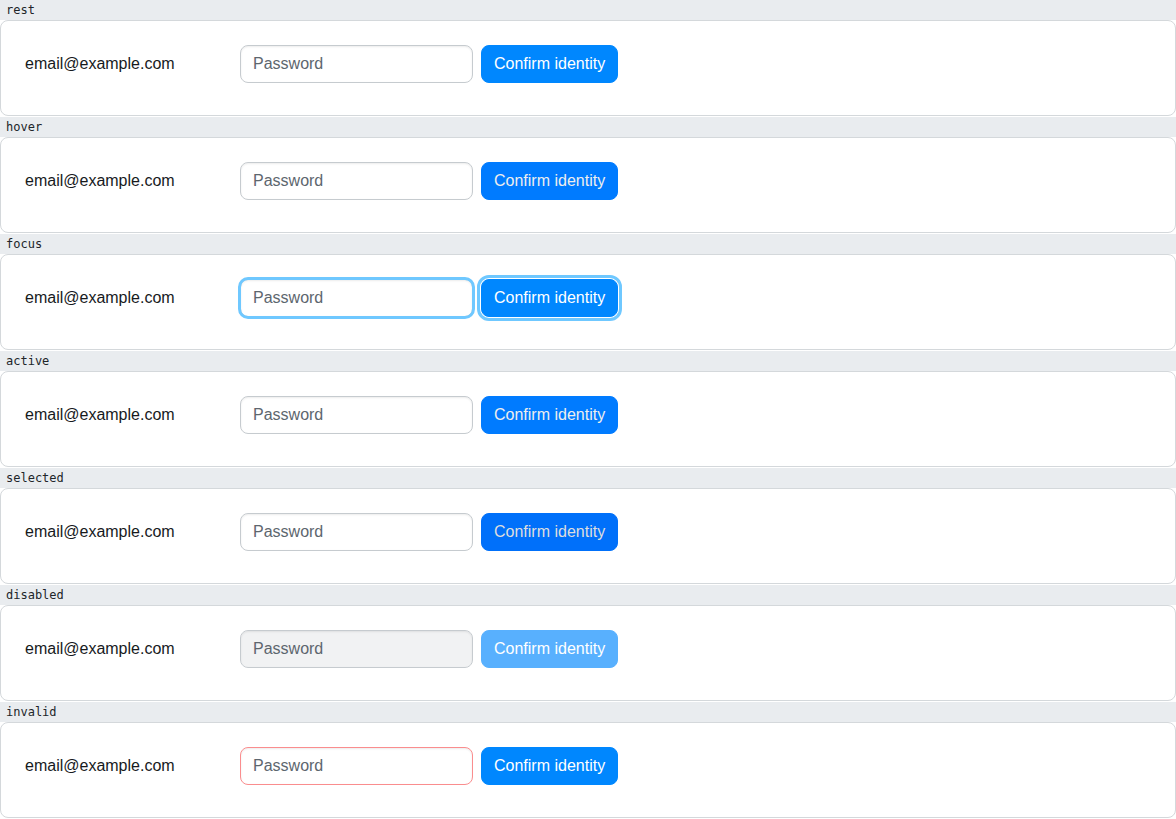 rest
email@example.com Password Confirm identity
hover
email@example.com Password Confirm identity
focus
email@example.com Password Confirm identity
active
email@example.com Password Confirm identity
selected
email@example.com Password Confirm identity
disabled
email@example.com Password Confirm identity
invalid
email@example.com Password Confirm identity